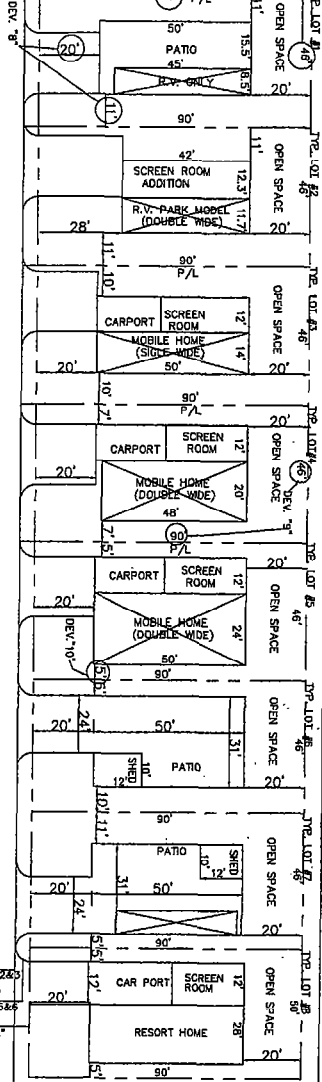 P/L
11'
TYP. LOT #1
46'
OPEN SPACE
DEV. "8"
50'
PATIO
15.5'
20'
45'
R.V. ONLY
8.5'
20'
11'
90'
11'
TYP. LOT #2
46'
OPEN SPACE
42'
SCREEN ROOM
ADDITION
12.3'
R.V. PARK MODEL
(DOUBLE WIDE)
11.7'
28'
20'
11'
90'
P/L
10'
TYP. LOT #3
46'
OPEN SPACE
CARPORT
SCREEN
ROOM
12'
MOBILE HOME
(SIGLE WIDE)
14'
20'
50'
20'
10'
90'
P/L
7'
20'
TYP. LOT #4
46'
OPEN SPACE
DEV. "9"
CARPORT
SCREEN
ROOM
12'
MOBILE HOME
(DOUBLE WIDE)
20'
20'
48'
7'
90
P/L
5'
20'
TYP. LOT #5
46'
OPEN SPACE
CARPORT
SCREEN
ROOM
12'
MOBILE HOME
(DOUBLE WIDE)
24'
20'
DEV. "10"
50'
5'
90'
6'
20'
TYP. LOT #6
46'
OPEN SPACE
24'
20'
50'
31'
SHED
10'
12'
PATIO
20'
10'
90'
11'
TYP. LOT #7
46'
OPEN SPACE
PATIO
SHED
10'
12'
31'
20'
50'
24'
20'
5'
90'
5'
TYP. LOT #8
50'
OPEN SPACE
12'
CAR PORT
SCREEN
ROOM
12'
2&3
20'
5&6
RESORT HOME
28'
20'
5'
90'